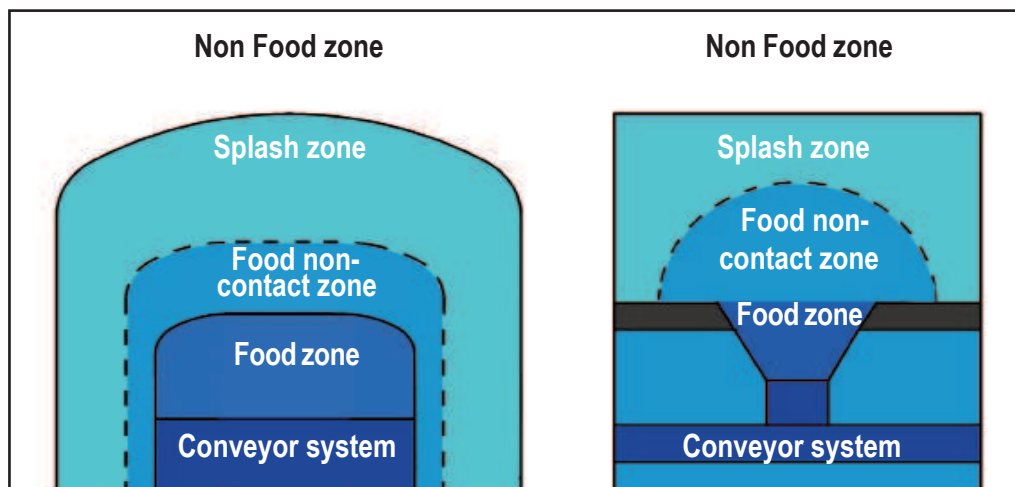 Non Food zone
Splash zone
Food non-
contact zone
Food zone
Conveyor system
Non Food zone
Splash zone
Food non-
contact zone
Food zone
Conveyor system